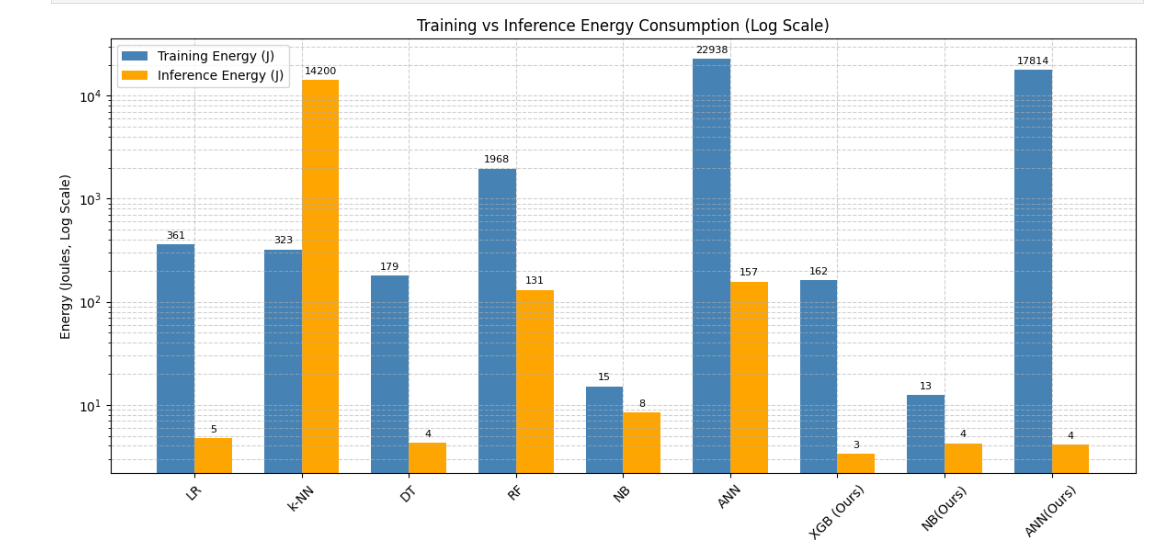 Training vs Inference Energy Consumption (Log Scale)
Training Energy (J)
Inference Energy (J)
Energy (Joules, Log Scale)
10⁴
10³
10²
10¹
361
5
323
14200
179
4
1968
131
15
8
22938
157
162
3
13
4
17814
4
LR
k-NN
DT
RF
NB
ANN
XGB (Ours)
NB(Ours)
ANN(Ours)